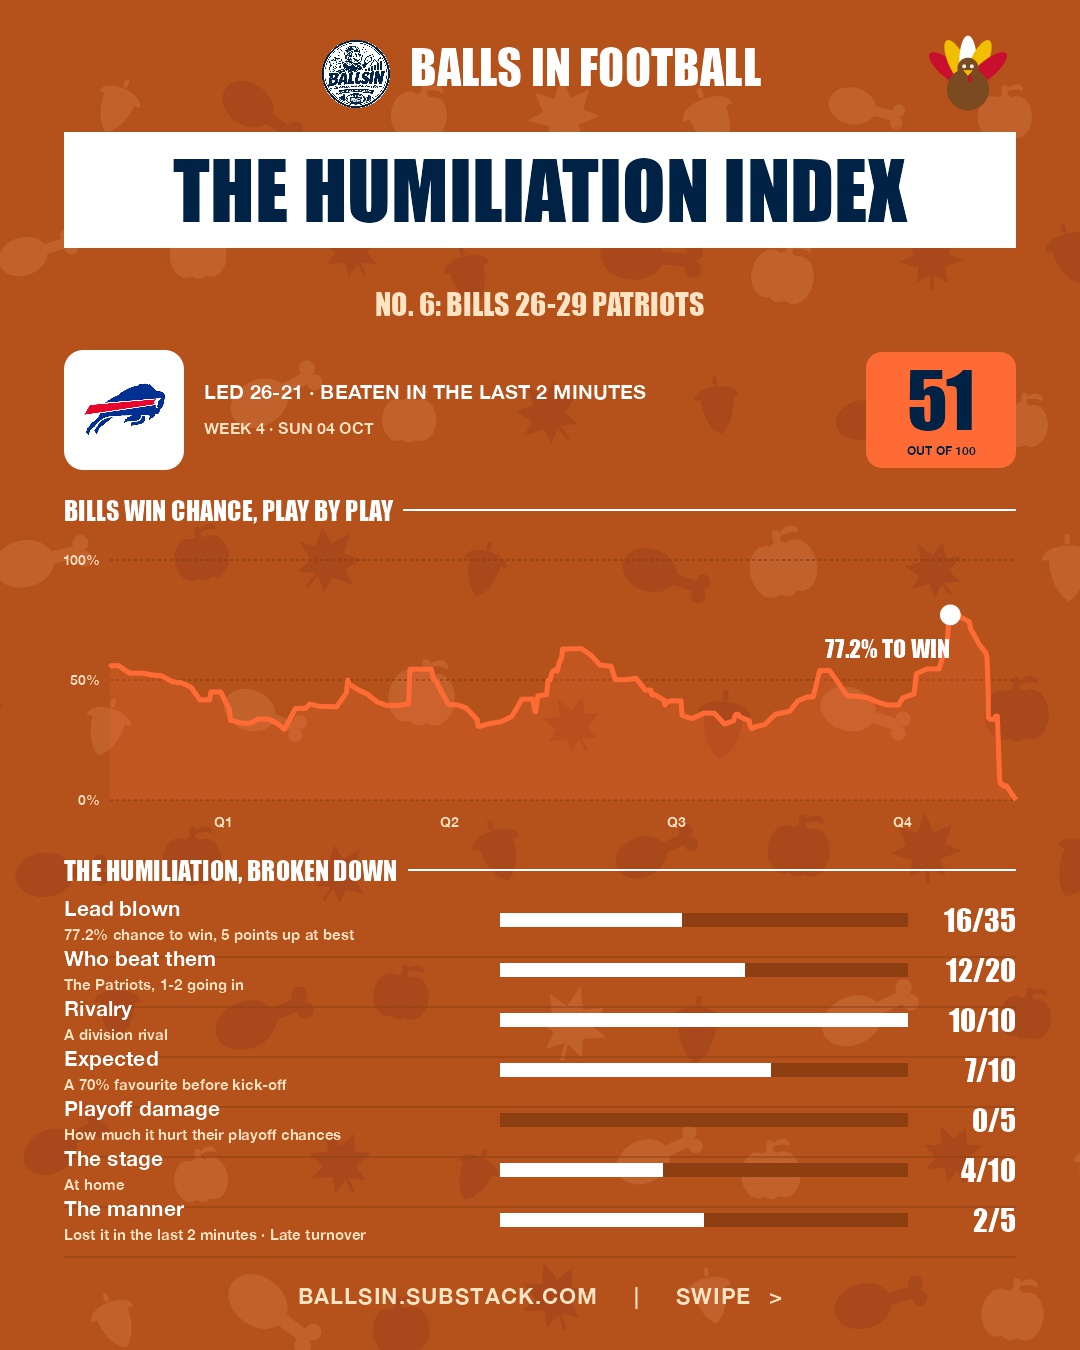 BALLSIN
BALLS IN FOOTBALL
THE HUMILIATION INDEX
NO. 6: BILLS 26-29 PATRIOTS
LED 26-21 · BEATEN IN THE LAST 2 MINUTES
WEEK 4 · SUN 04 OCT
51
OUT OF 100
BILLS WIN CHANCE, PLAY BY PLAY
100%
77.2% TO WIN
50%
0%
Q1 Q2 Q3 Q4
THE HUMILIATION, BROKEN DOWN
Lead blown
77.2% chance to win, 5 points up at best
16/35
Who beat them
The Patriots, 1-2 going in
12/20
Rivalry
A division rival
10/10
Expected
A 70% favourite before kick-off
7/10
Playoff damage
How much it hurt their playoff chances
0/5
The stage
At home
4/10
The manner
Lost it in the last 2 minutes · Late turnover
2/5
BALLSIN.SUBSTACK.COM | SWIPE >